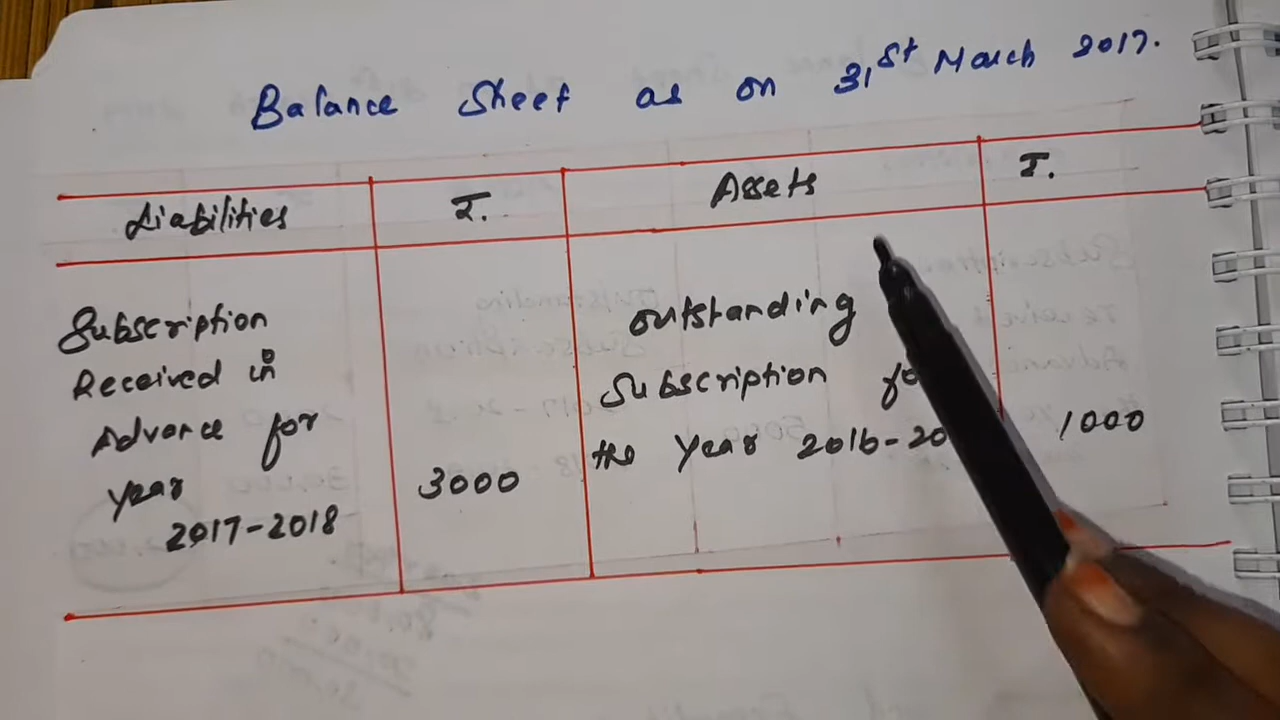 Balance Sheet as on 31st March 2017.
Liabilities
₹.
Assets
₹.
Subscription
Received in
Advance for
year
2017-2018
3000
outstanding
Subscription
the year 2016-20
1000